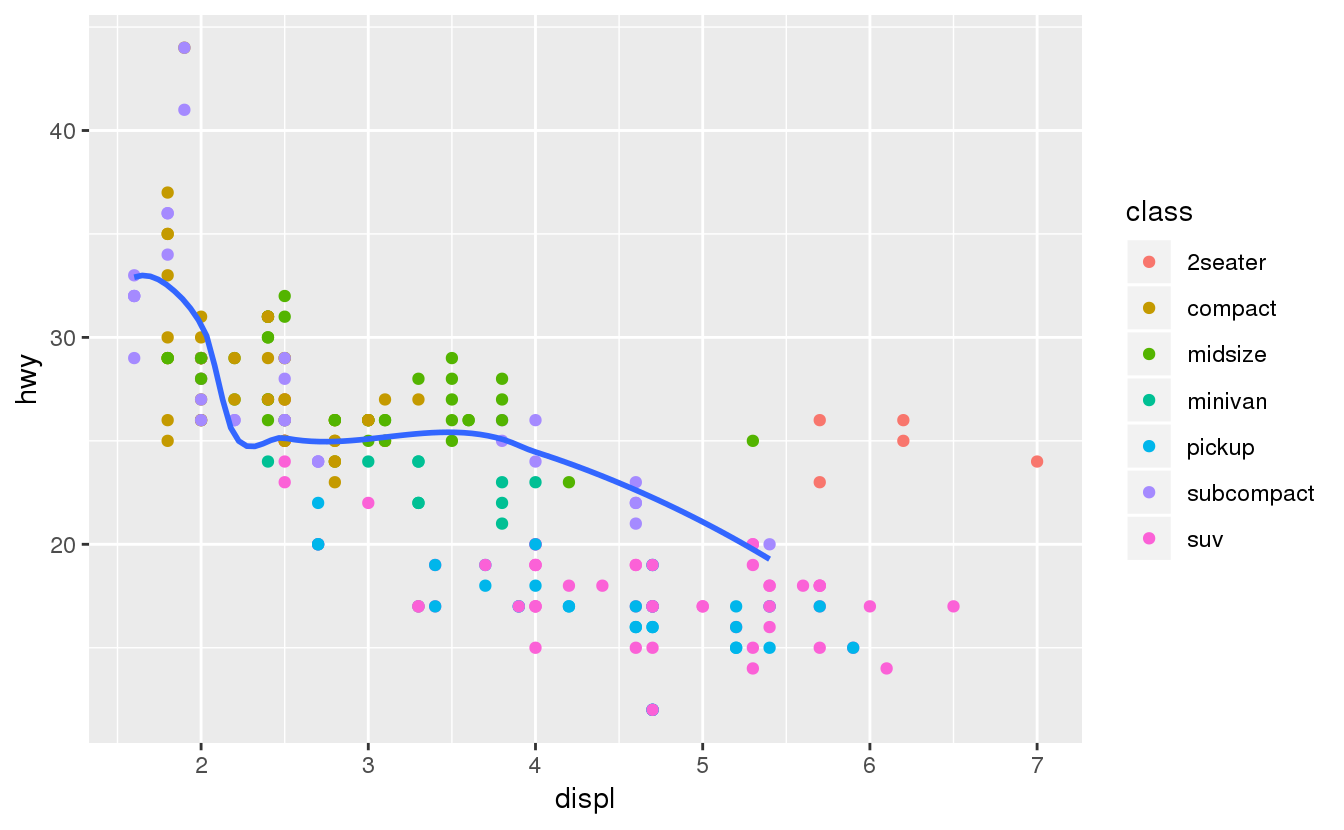 40
30
20
hwy
2 3 4 5 6 7
displ
class
2seater
compact
midsize
minivan
pickup
subcompact
suv